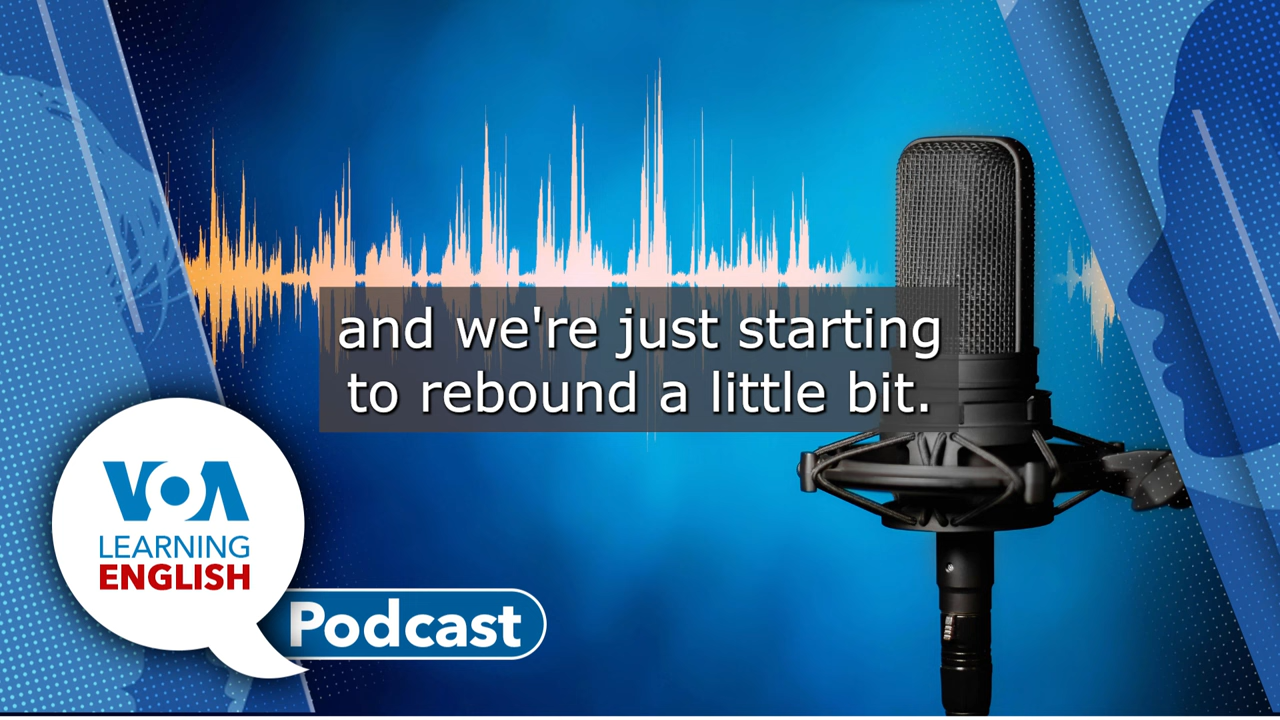 and we're just starting
to rebound a little bit.
VOA
LEARNING
ENGLISH
Podcast